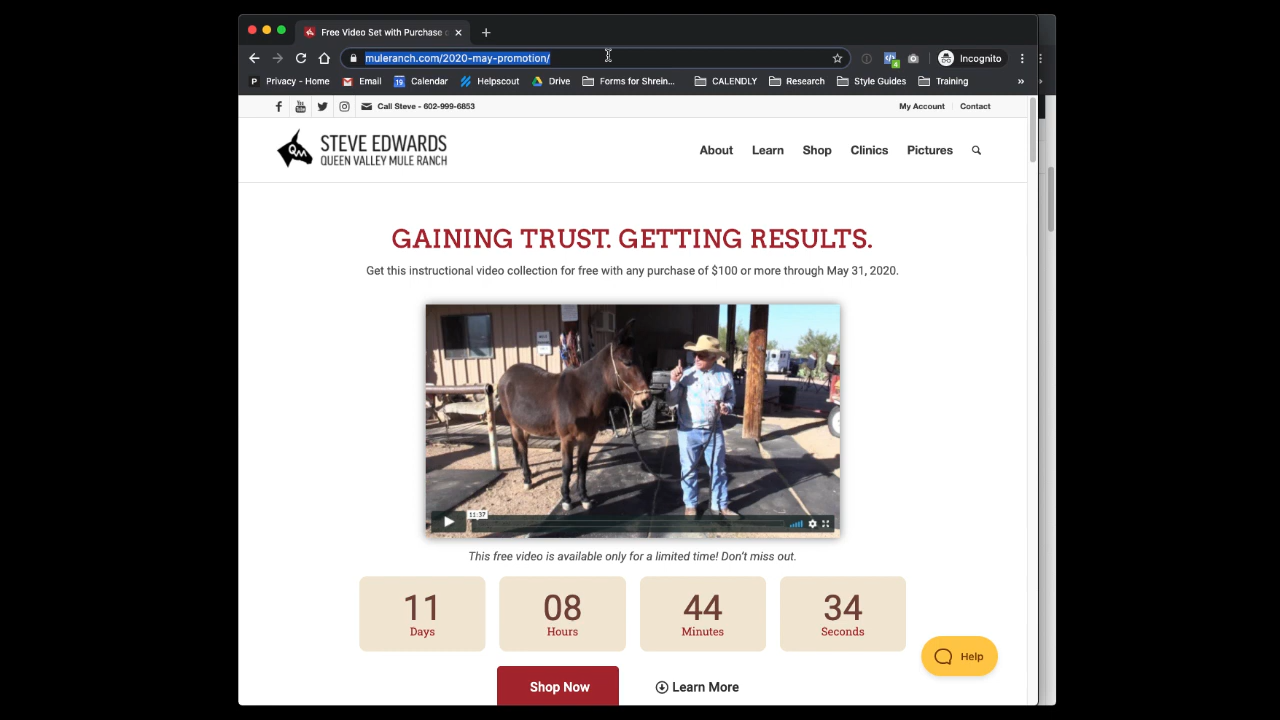 Free Video Set with Purchase
muleranch.com/2020-may-promotion/
Incognito
P Privacy - Home
Email
Calendar
Helpscout
Drive
Forms for Shrein...
CALENDLY
Research
Style Guides
Training
»
Call Steve - 602-999-6853
My Account
Contact
QM
STEVE EDWARDS
QUEEN VALLEY MULE RANCH
About
Learn
Shop
Clinics
Pictures
GAINING TRUST. GETTING RESULTS.
Get this instructional video collection for free with any purchase of $100 or more through May 31, 2020.
11:37
This free video is available only for a limited time! Don't miss out.
11
Days
08
Hours
44
Minutes
34
Seconds
Help
Shop Now
Learn More